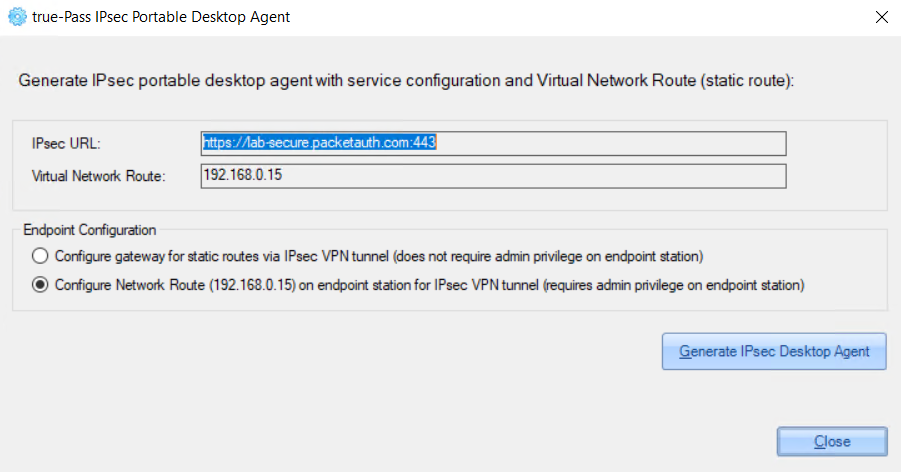 true-Pass IPsec Portable Desktop Agent
Generate IPsec portable desktop agent with service configuration and Virtual Network Route (static route):
IPsec URL: https://lab-secure.packetauth.com:443
Virtual Network Route: 192.168.0.15
Endpoint Configuration
Configure gateway for static routes via IPsec VPN tunnel (does not require admin privilege on endpoint station)
Configure Network Route (192.168.0.15) on endpoint station for IPsec VPN tunnel (requires admin privilege on endpoint station)
Generate IPsec Desktop Agent
Close